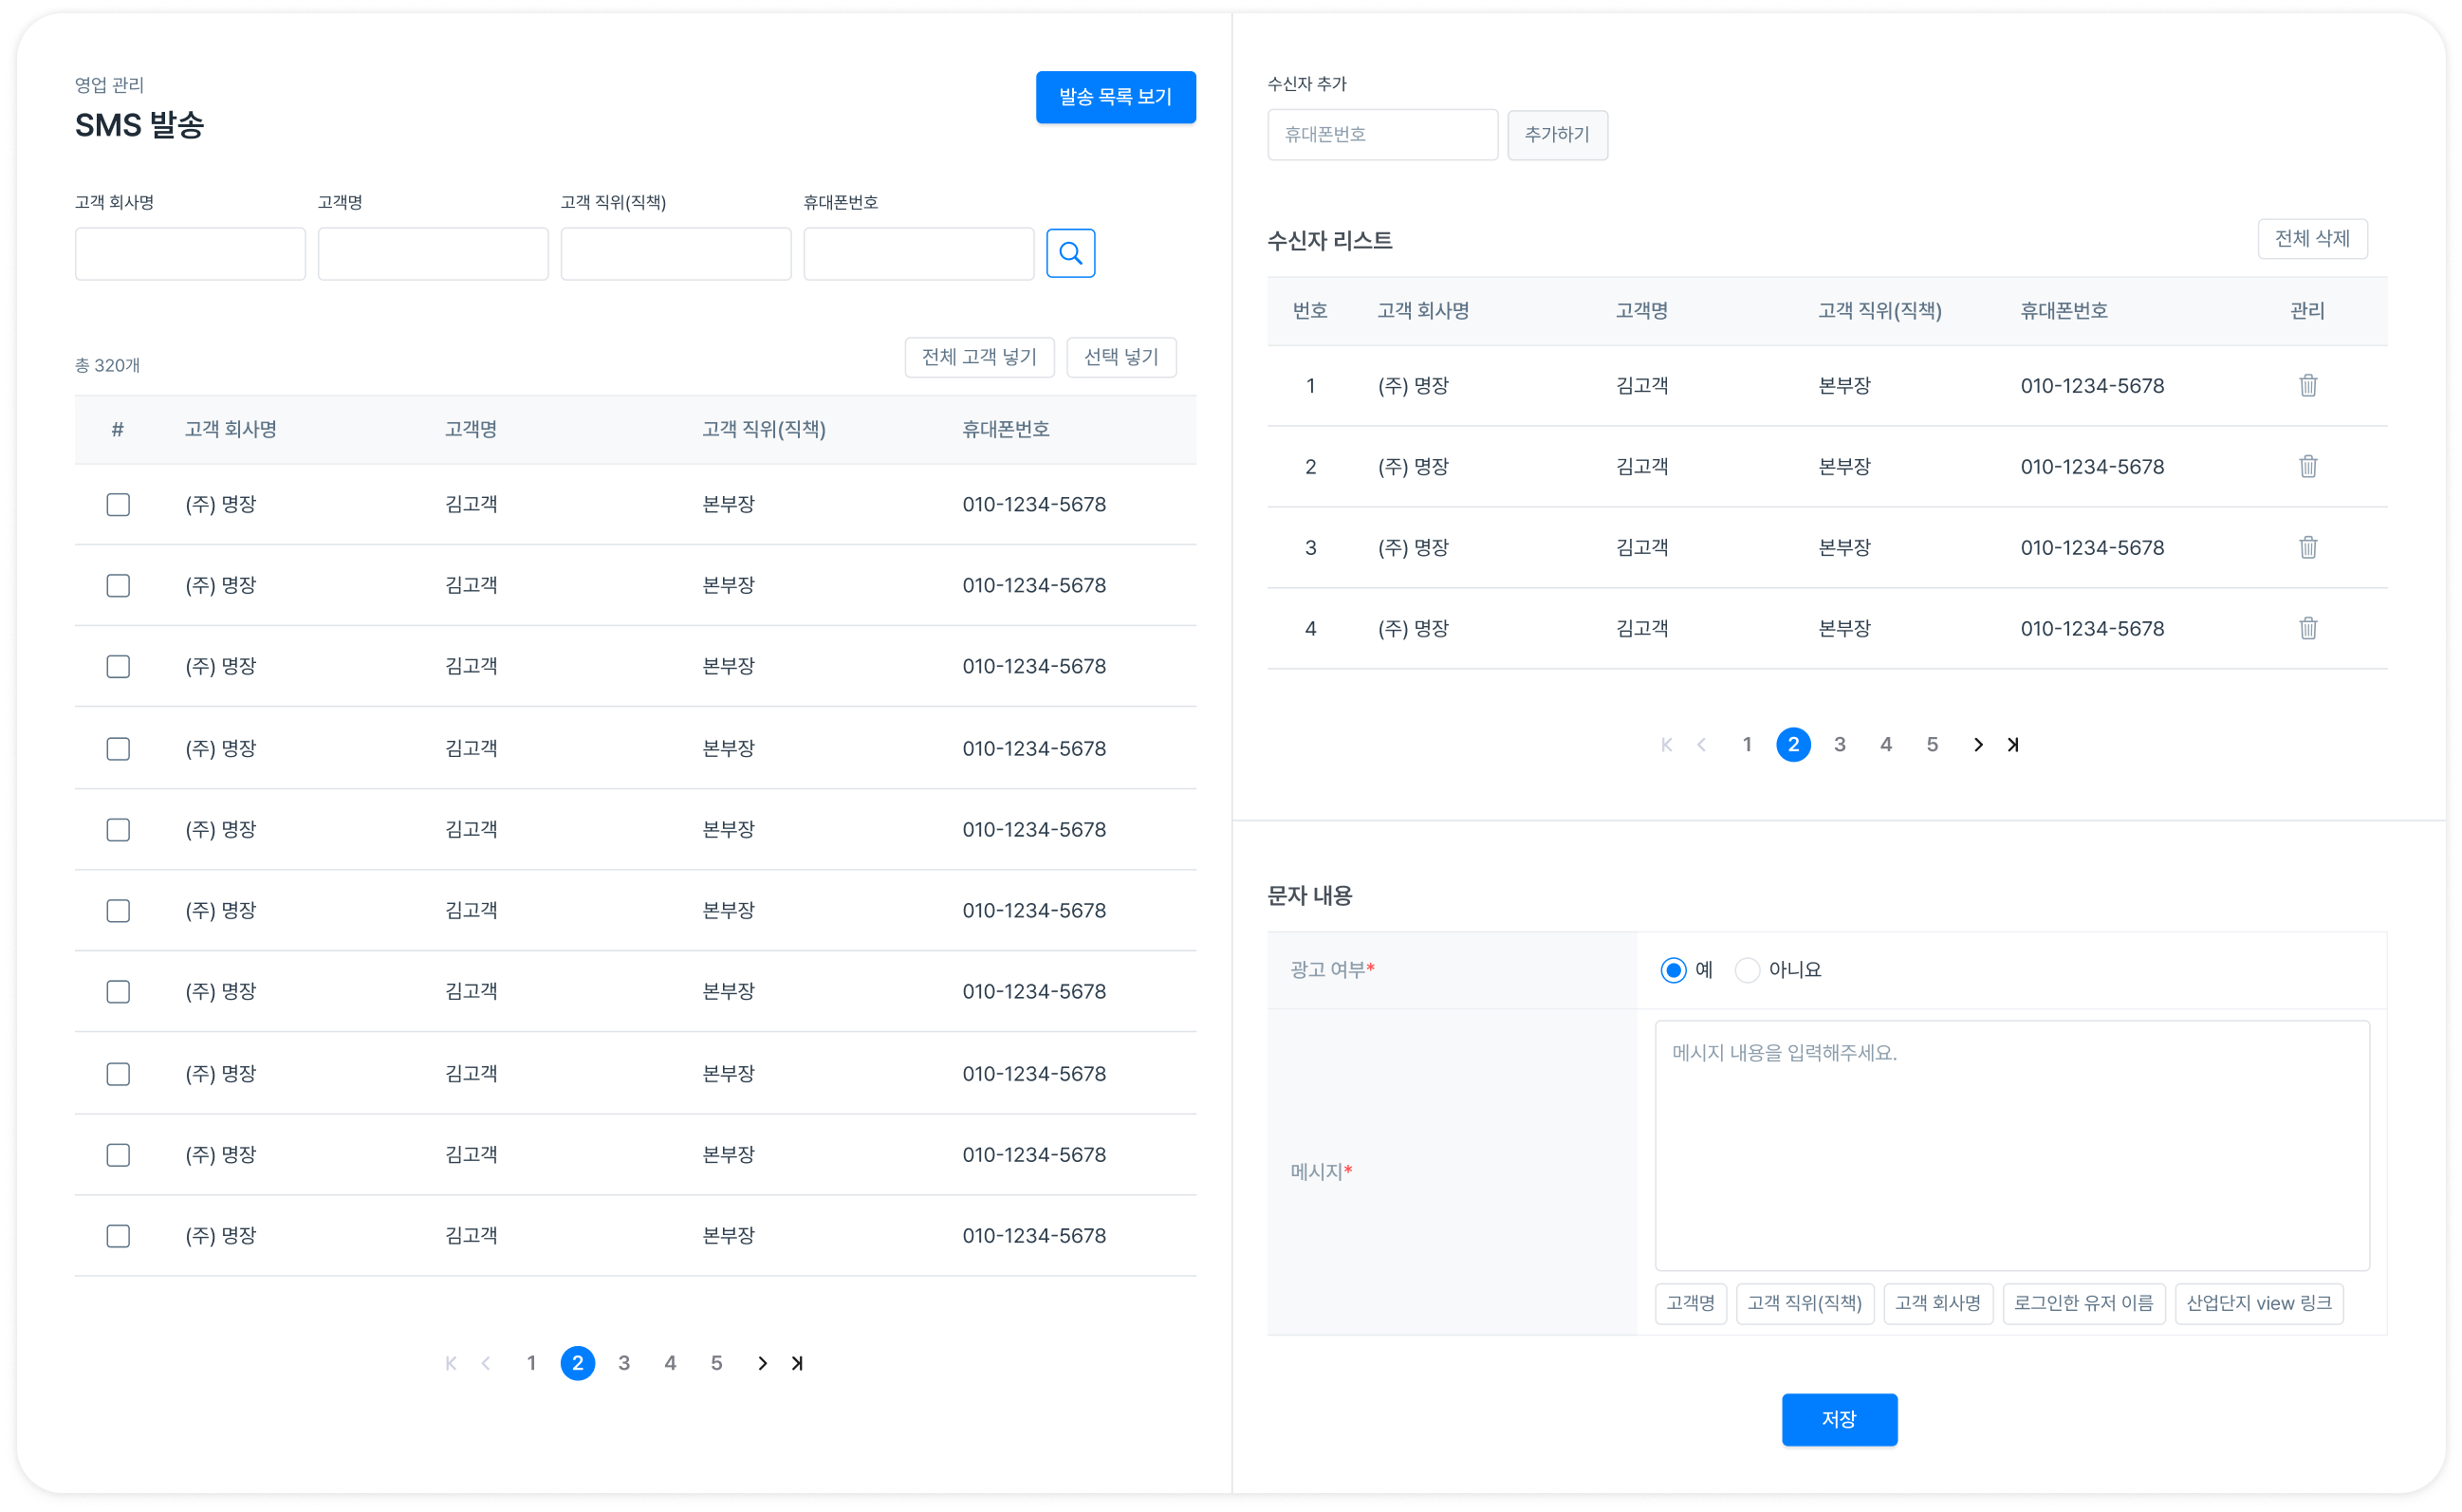 영업 관리
SMS 발송
발송 목록 보기
고객 회사명 고객명 고객 직위(직책) 휴대폰번호
총 320개
전체 고객 넣기 선택 넣기
# 고객 회사명 고객명 고객 직위(직책) 휴대폰번호
(주) 명장 김고객 본부장 010-1234-5678
(주) 명장 김고객 본부장 010-1234-5678
(주) 명장 김고객 본부장 010-1234-5678
(주) 명장 김고객 본부장 010-1234-5678
(주) 명장 김고객 본부장 010-1234-5678
(주) 명장 김고객 본부장 010-1234-5678
(주) 명장 김고객 본부장 010-1234-5678
(주) 명장 김고객 본부장 010-1234-5678
(주) 명장 김고객 본부장 010-1234-5678
(주) 명장 김고객 본부장 010-1234-5678
1 2 3 4 5
수신자 추가
휴대폰번호 추가하기
수신자 리스트
전체 삭제
번호 고객 회사명 고객명 고객 직위(직책) 휴대폰번호 관리
1 (주) 명장 김고객 본부장 010-1234-5678
2 (주) 명장 김고객 본부장 010-1234-5678
3 (주) 명장 김고객 본부장 010-1234-5678
4 (주) 명장 김고객 본부장 010-1234-5678
1 2 3 4 5
문자 내용
광고 여부* 예 아니요
메시지*
메시지 내용을 입력해주세요.
고객명 고객 직위(직책) 고객 회사명 로그인한 유저 이름 산업단지 view 링크
저장